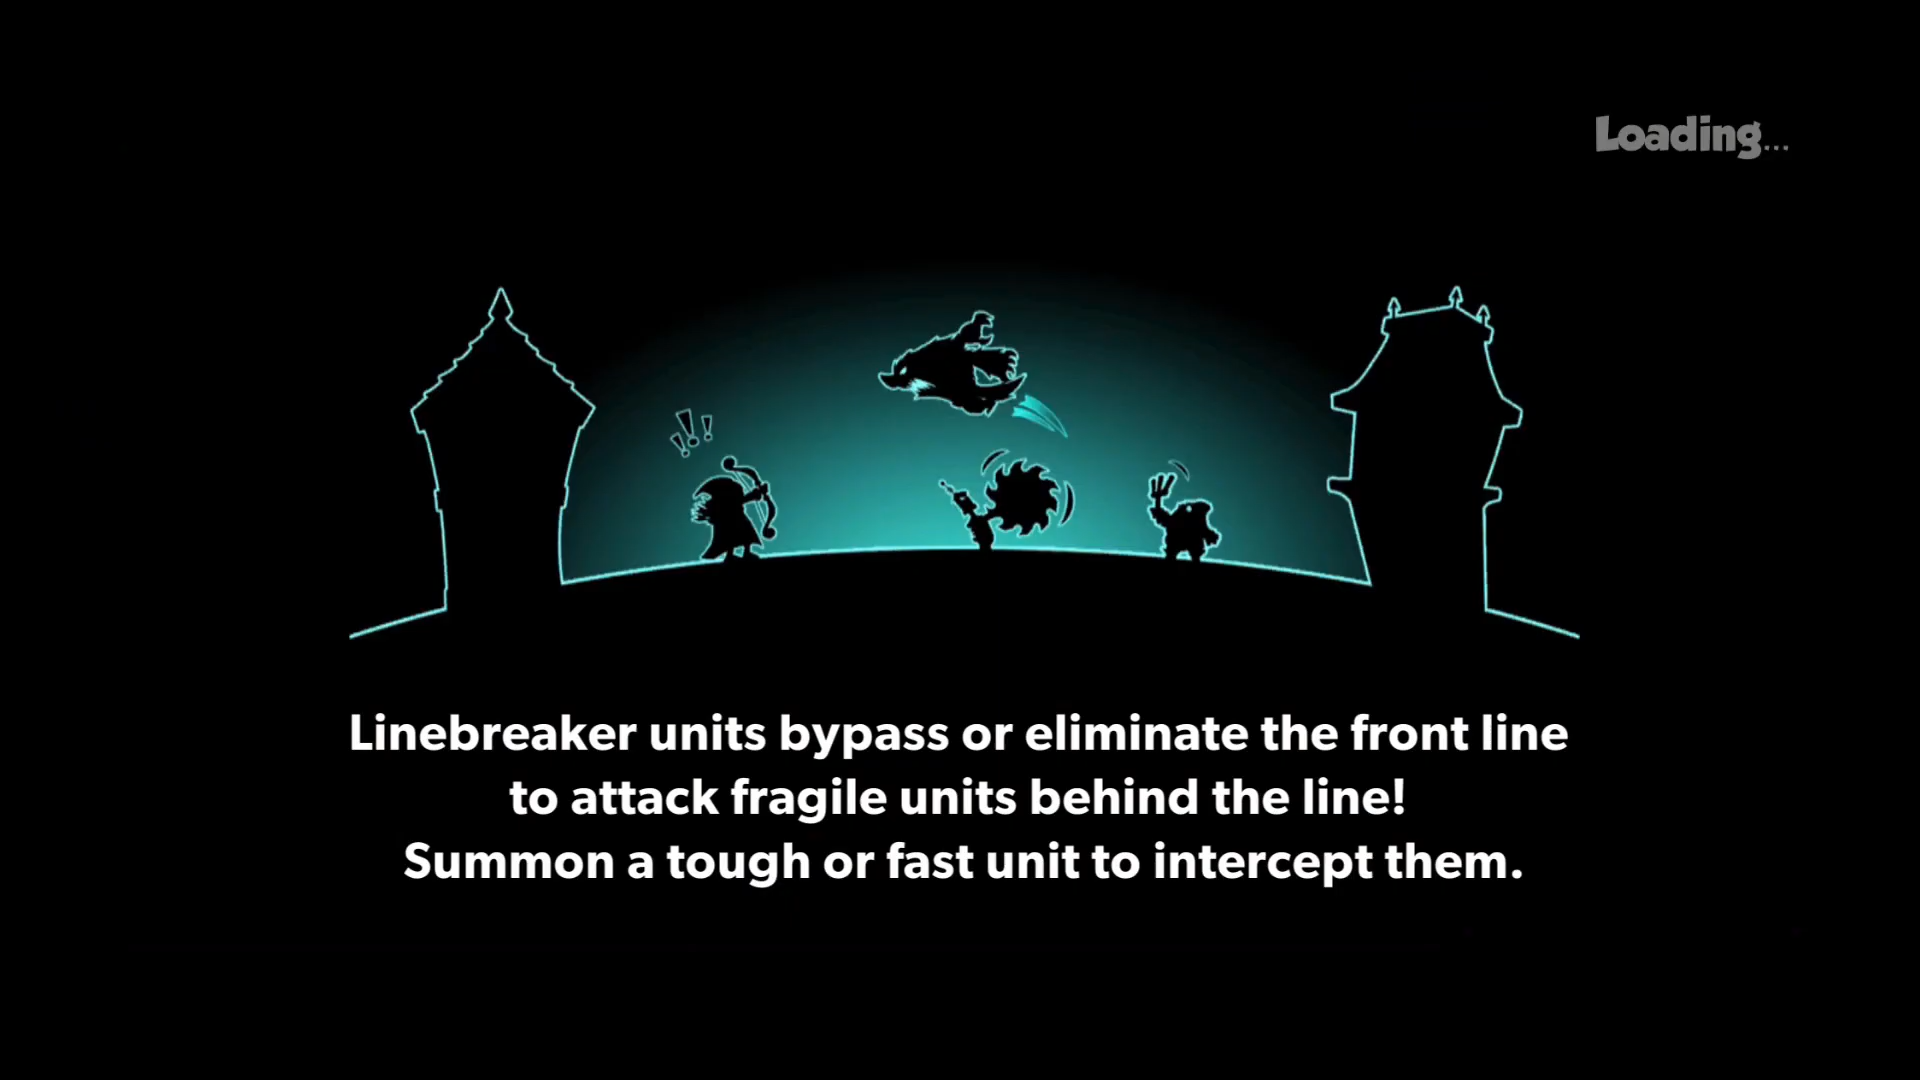 Loading...
!!!
Linebreaker units bypass or eliminate the front line
to attack fragile units behind the line!
Summon a tough or fast unit to intercept them.